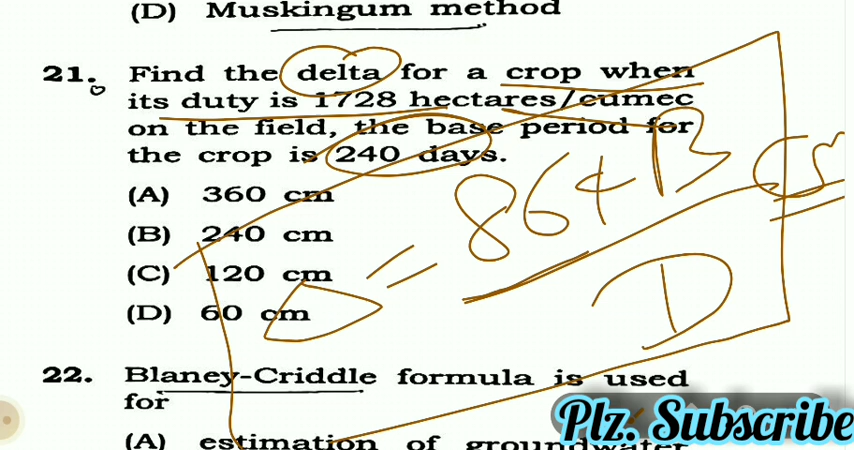 (D) Muskingum method
21. Find the delta for a crop when
its duty is 1728 hectares/cumec
on the field, the base period for
the crop is 240 days.
(A) 360 cm
(B) 240 cm
(C) 120 cm
(D) 60 cm
Δ = 864 B cm
D
22. Blaney-Criddle formula is used
for
(A) estimation of groundwater
Plz. Subscribe